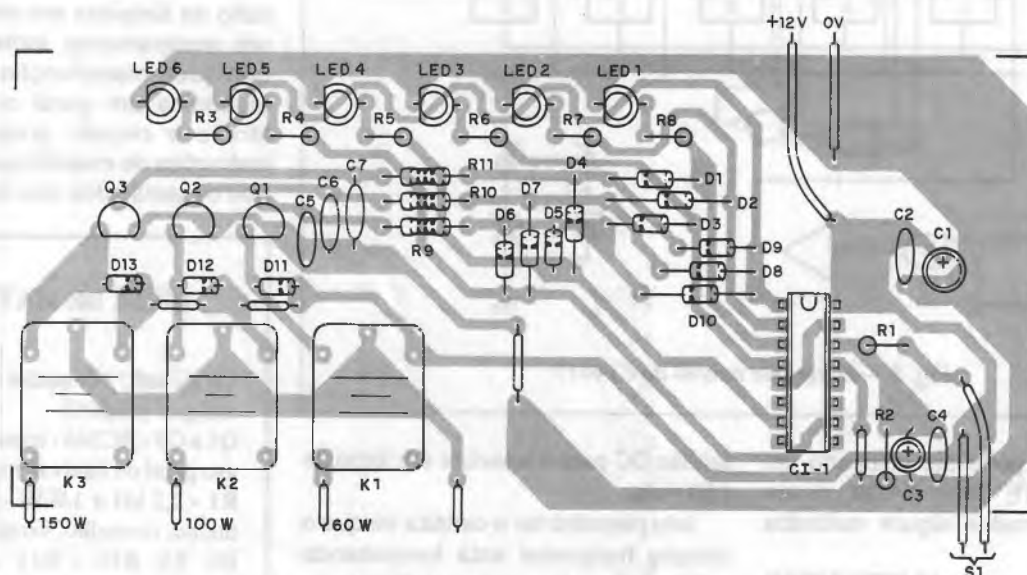 +12V 0V
LED6 LED5 LED4 LED3 LED2 LED1
R3 R4 R5 R6 R7 R8
C7 R11 D4 D1
C6 R10 D7 D2
Q3 Q2 Q1 C5 D6 D5 D3 C2 C1
R9 D9
D13 D12 D11 D8
D10
R1
R2 C4
CI-1 C3
K3 K2 K1
150W 100W 60W
S1